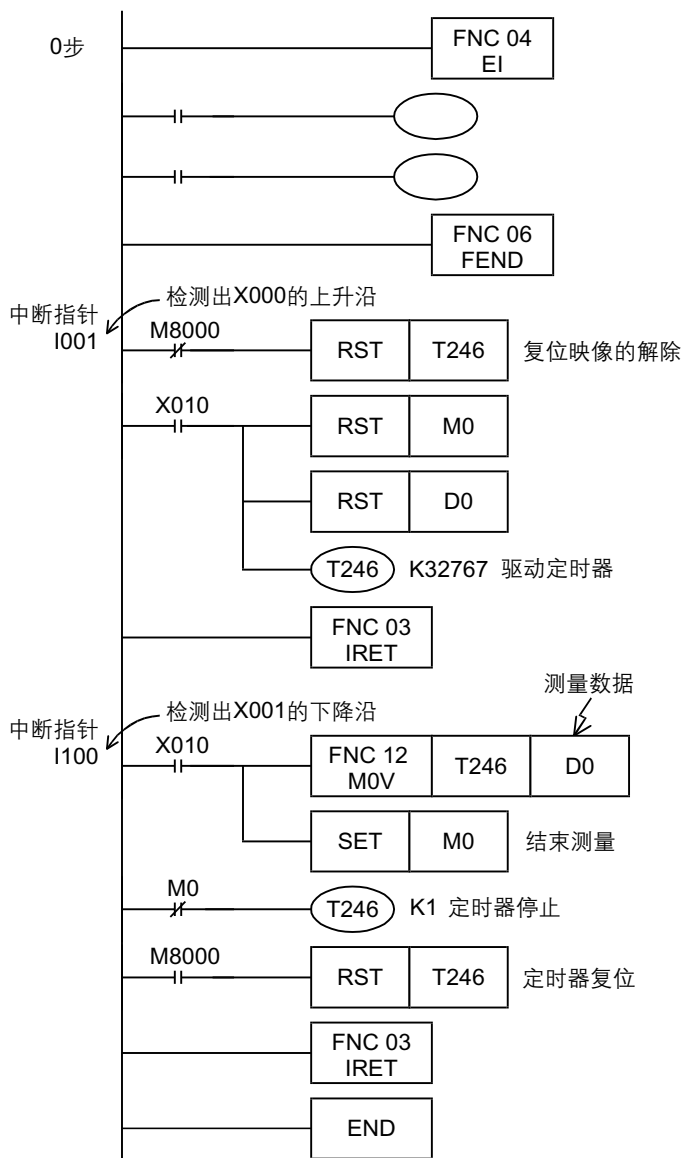 0步
FNC 04
EI
FNC 06
FEND
中断指针
I001
检测出X000的上升沿
M8000
RST T246 复位映像的解除
X010
RST M0
RST D0
T246 K32767 驱动定时器
FNC 03
IRET
测量数据
中断指针
I100
检测出X001的下降沿
X010
FNC 12
M0V
T246 D0
SET M0 结束测量
M0
T246 K1 定时器停止
M8000
RST T246 定时器复位
FNC 03
IRET
END